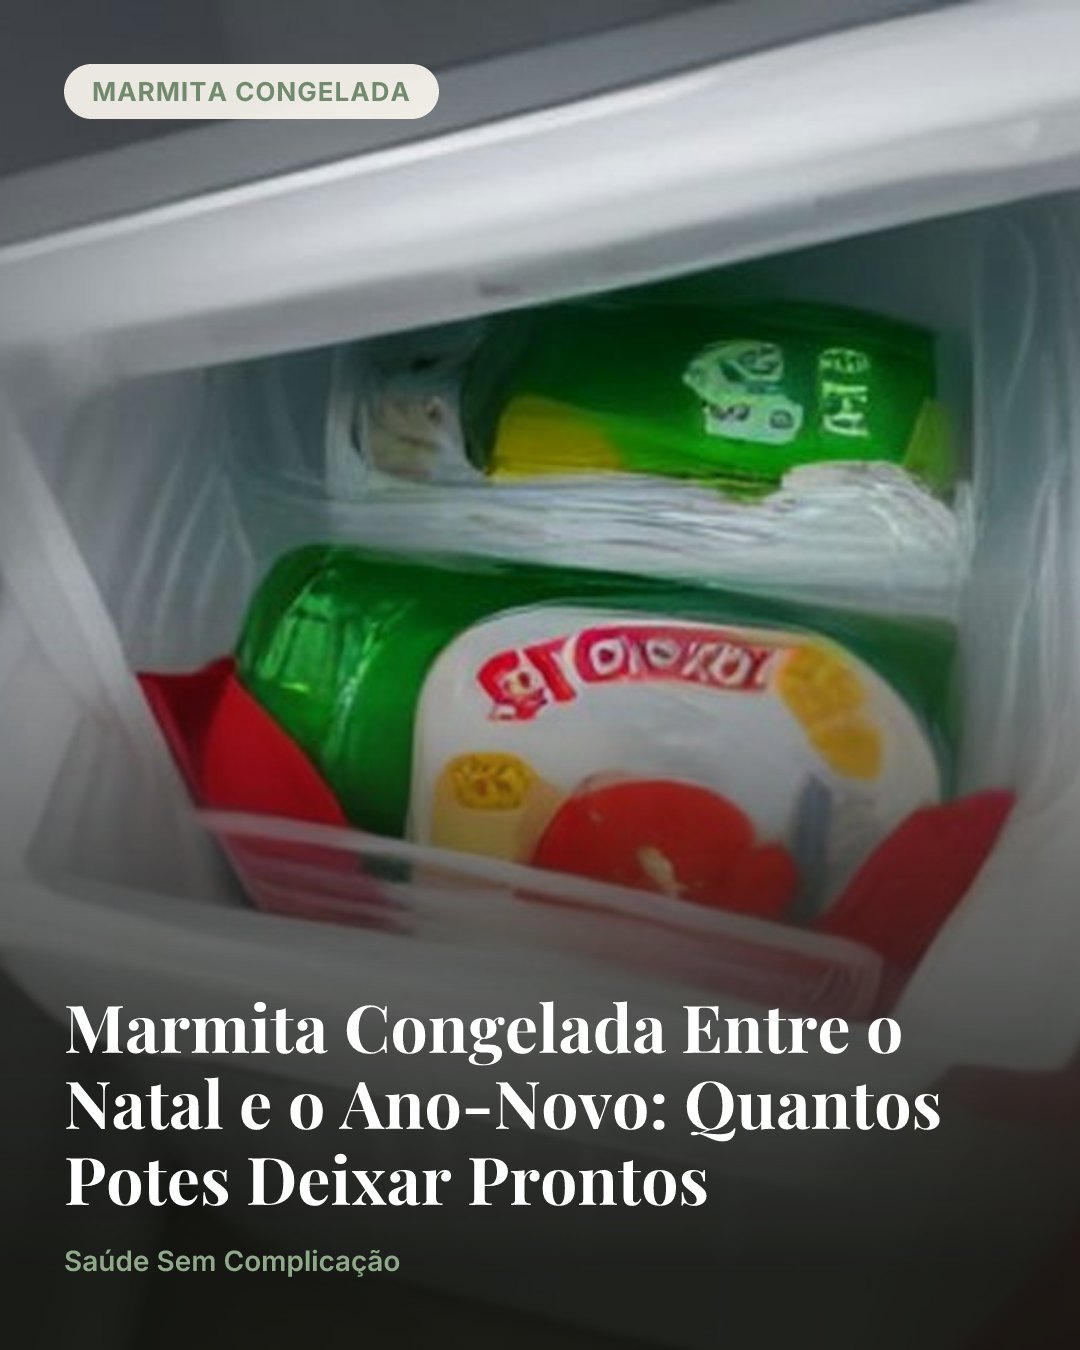 MARMITA CONGELADA
Marmita Congelada Entre o
Natal e o Ano-Novo: Quantos
Potes Deixar Prontos
Saúde Sem Complicação